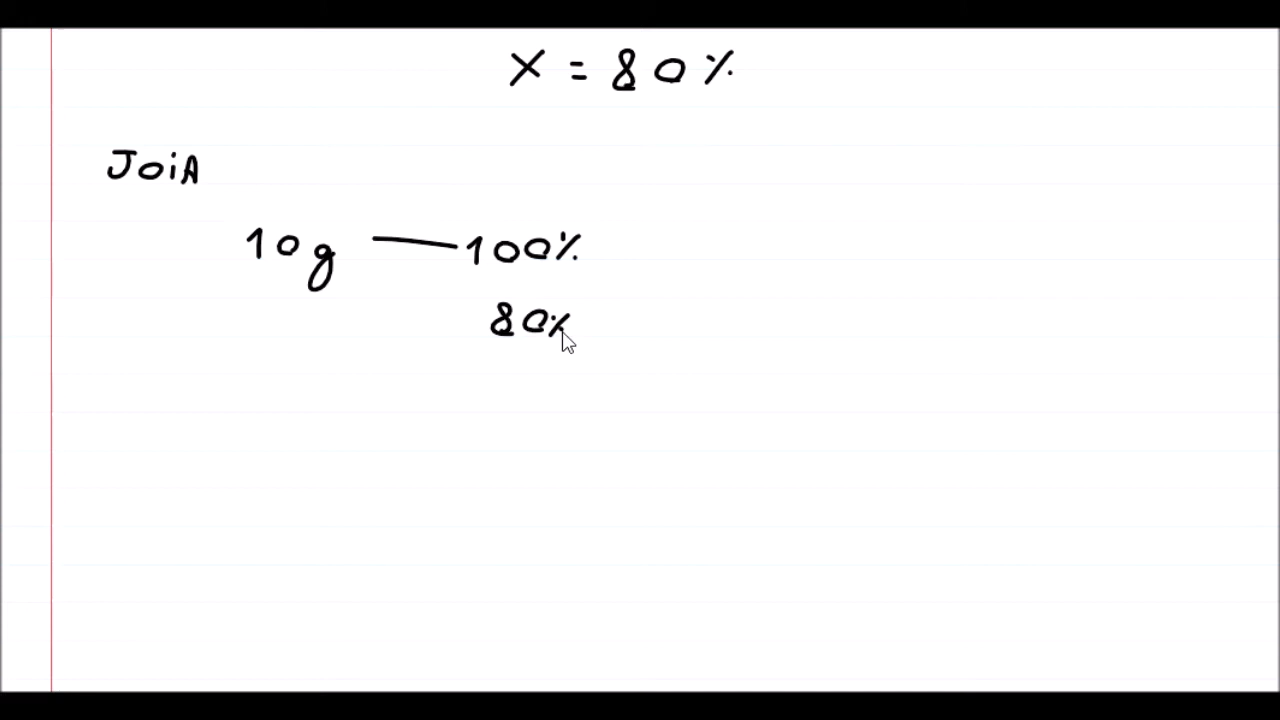 X = 80%
JoiA
10g — 100%
80%